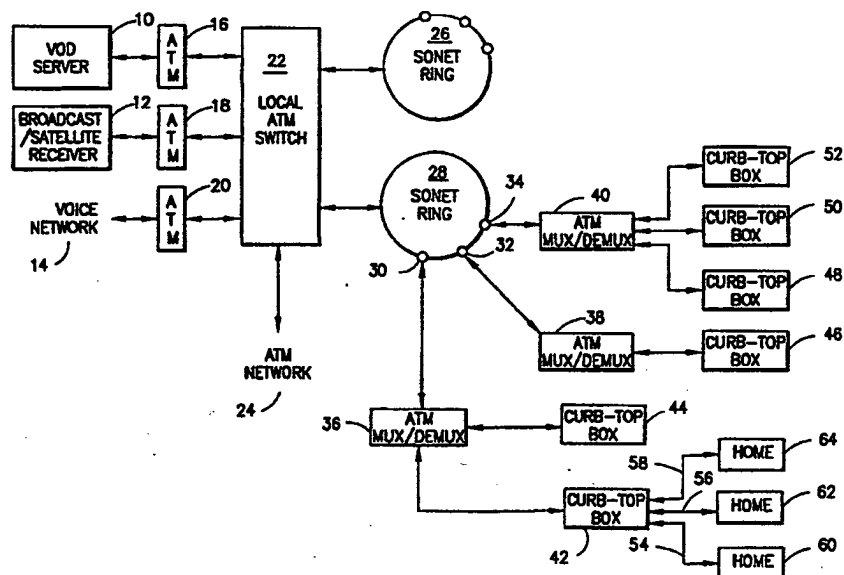 10
VOD
SERVER
16
A
T
M
12
BROADCAST
/SATELLITE
RECEIVER
18
A
T
M
20
VOICE
NETWORK
14
A
T
M
22
LOCAL
ATM
SWITCH
ATM
NETWORK
24
26
SONET
RING
28
SONET
RING
30
32
34
40
ATM
MUX/DEMUX
CURB-TOP
BOX
52
CURB-TOP
BOX
50
CURB-TOP
BOX
48
38
ATM
MUX/DEMUX
CURB-TOP
BOX
46
36
ATM
MUX/DEMUX
CURB-TOP
BOX
44
CURB-TOP
BOX
42
58
56
54
HOME
64
HOME
62
HOME
60